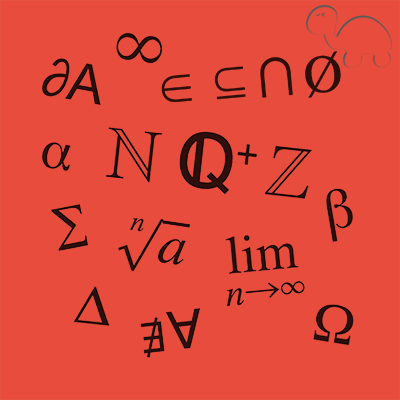 ∞
∂A ∈ ⊆ ∩ Ø
α ℕ ℚ⁺ ℤ
β
Σ ⁿ√a lim
n→∞
Δ ∄ ∀ Ω